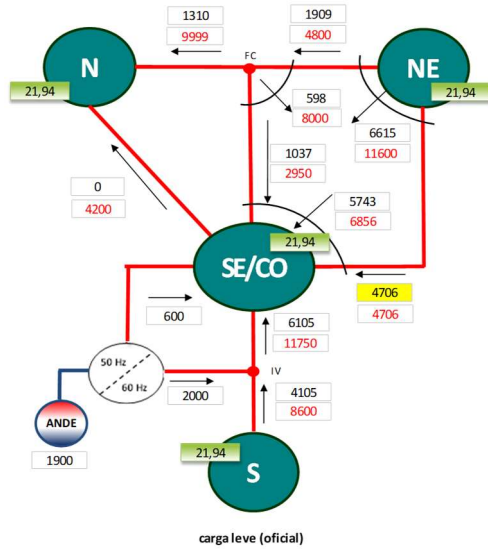 1310
9999
1909
4800
FC
N
NE
21,94
21,94
598
8000
6615
11600
1037
2950
0
4200
5743
6856
21,94
SE/CO
4706
4706
600
6105
11750
50 Hz
60 Hz
IV
2000
4105
8600
ANDE
1900
21,94
S
carga leve (oficial)